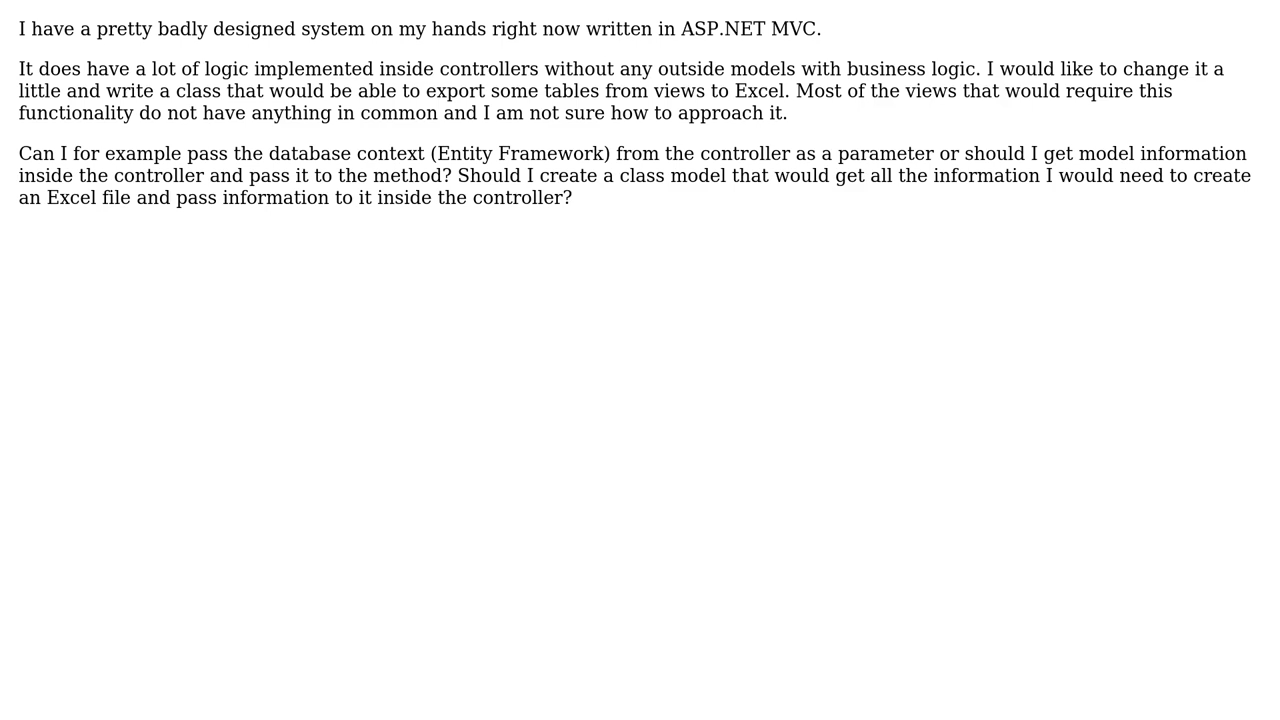 I have a pretty badly designed system on my hands right now written in ASP.NET MVC.
It does have a lot of logic implemented inside controllers without any outside models with business logic. I would like to change it a
little and write a class that would be able to export some tables from views to Excel. Most of the views that would require this
functionality do not have anything in common and I am not sure how to approach it.
Can I for example pass the database context (Entity Framework) from the controller as a parameter or should I get model information
inside the controller and pass it to the method? Should I create a class model that would get all the information I would need to create
an Excel file and pass information to it inside the controller?